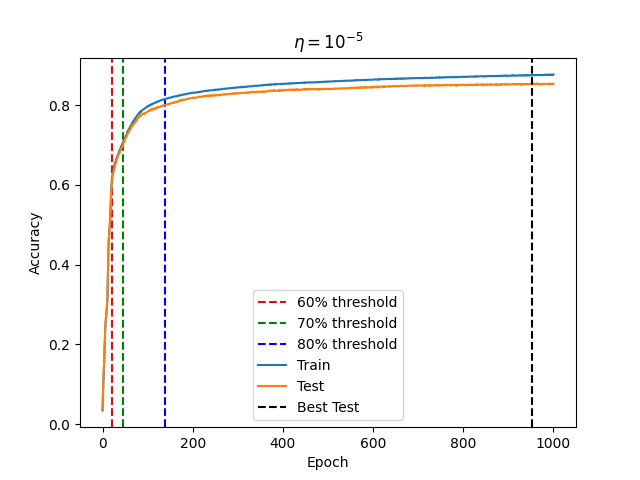 η = 10⁻⁵
Accuracy
0.8
0.6
0.4
0.2
0.0
60% threshold
70% threshold
80% threshold
Train
Test
Best Test
0 200 400 600 800 1000
Epoch